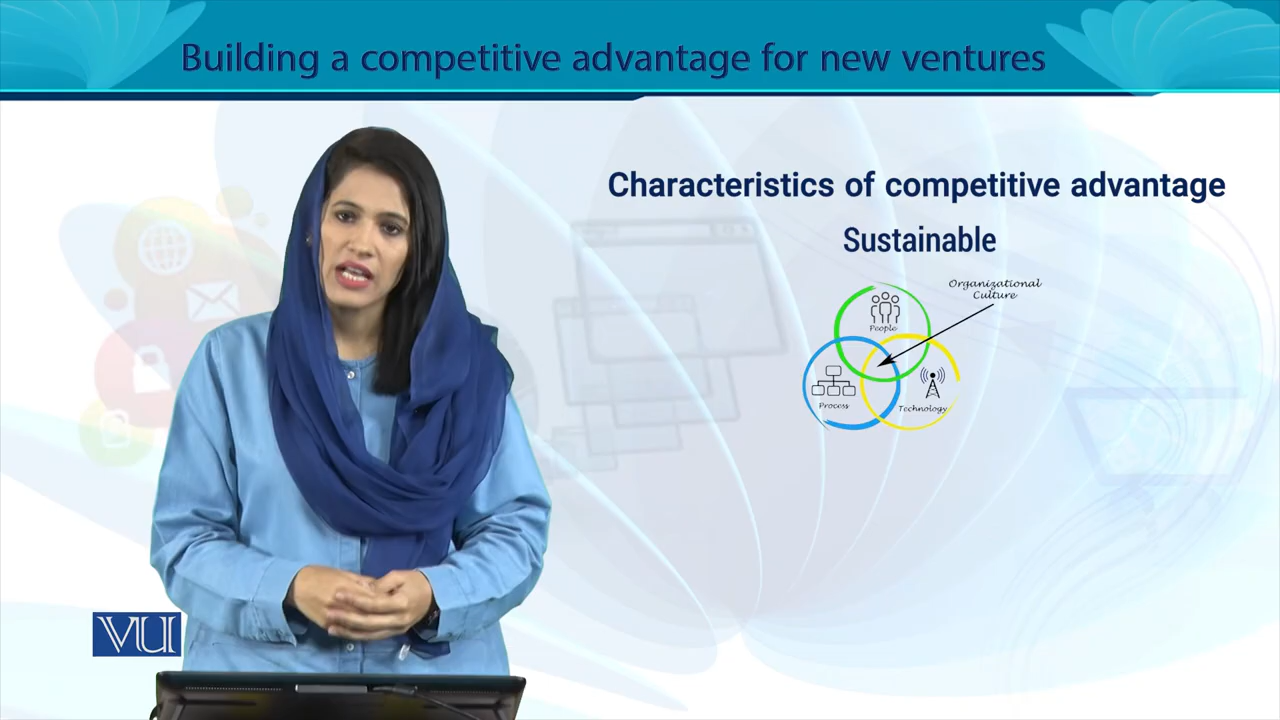 Building a competitive advantage for new ventures
Characteristics of competitive advantage
Sustainable
Organizational
Culture
People
Process
Technology
VU